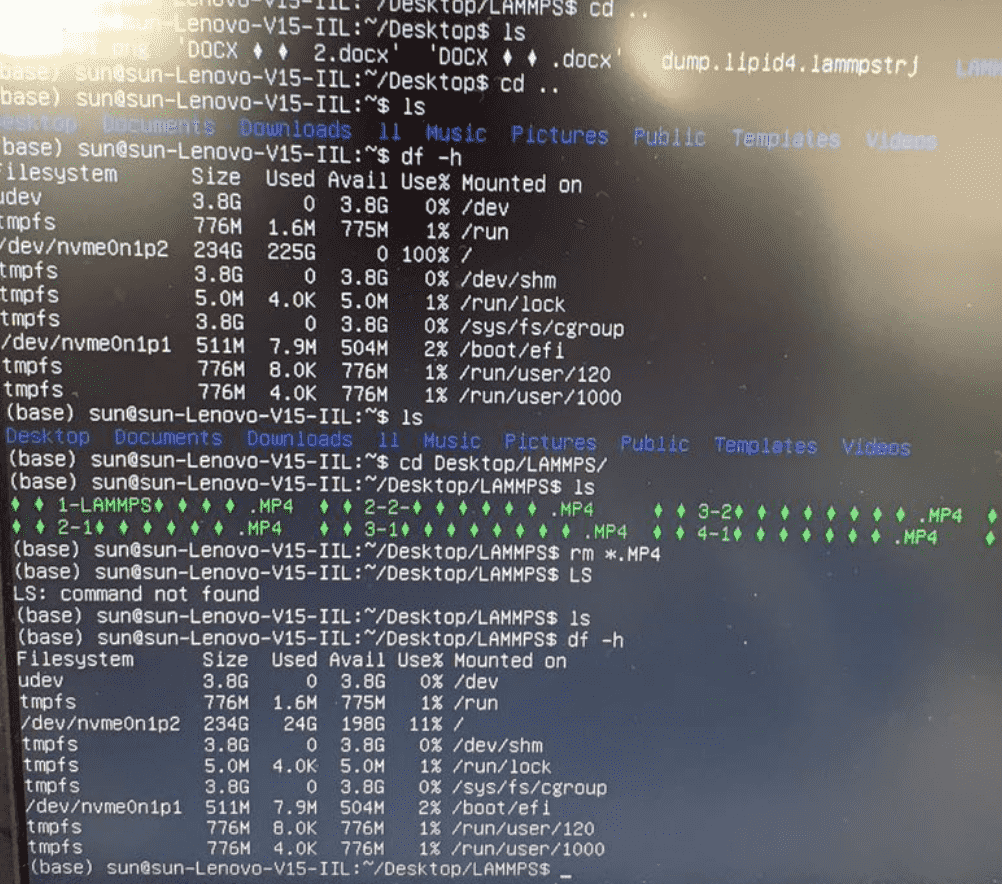 -Lenovo-V15-IIL:~/Desktop/LAMMPS$ cd ..
-Lenovo-V15-IIL:~/Desktop$ ls
.png 'DOCX ♦ ♦ 2.docx' 'DOCX ♦ ♦ .docx' dump.lipid4.lammpstrj LAMM
base) sun@sun-Lenovo-V15-IIL:~/Desktop$ cd ..
base) sun@sun-Lenovo-V15-IIL:~$ ls
esktop Documents Downloads ll Music Pictures Public Templates Videos
(base) sun@sun-Lenovo-V15-IIL:~$ df -h
ilesystem Size Used Avail Use% Mounted on
udev 3.8G 0 3.8G 0% /dev
tmpfs 776M 1.6M 775M 1% /run
/dev/nvme0n1p2 234G 225G 0 100% /
tmpfs 3.8G 0 3.8G 0% /dev/shm
tmpfs 5.0M 4.0K 5.0M 1% /run/lock
tmpfs 3.8G 0 3.8G 0% /sys/fs/cgroup
/dev/nvme0n1p1 511M 7.9M 504M 2% /boot/efi
tmpfs 776M 8.0K 776M 1% /run/user/120
tmpfs 776M 4.0K 776M 1% /run/user/1000
(base) sun@sun-Lenovo-V15-IIL:~$ ls
Desktop Documents Downloads ll Music Pictures Public Templates Videos
(base) sun@sun-Lenovo-V15-IIL:~$ cd Desktop/LAMMPS/
(base) sun@sun-Lenovo-V15-IIL:~/Desktop/LAMMPS$ ls
♦ ♦ 1-LAMMPS♦ ♦ ♦ ♦ ♦ .MP4 ♦ ♦ 2-2-♦ ♦ ♦ ♦ ♦ ♦ ♦ .MP4 ♦ ♦ 3-2♦ ♦ ♦ ♦ ♦ ♦ ♦ ♦ .MP4 ♦
♦ ♦ 2-1♦ ♦ ♦ ♦ ♦ ♦ .MP4 ♦ ♦ 3-1♦ ♦ ♦ ♦ ♦ ♦ ♦ ♦ ♦ .MP4 ♦ ♦ 4-1♦ ♦ ♦ ♦ ♦ ♦ ♦ .MP4 ♦
(base) sun@sun-Lenovo-V15-IIL:~/Desktop/LAMMPS$ rm *.MP4
(base) sun@sun-Lenovo-V15-IIL:~/Desktop/LAMMPS$ LS
LS: command not found
(base) sun@sun-Lenovo-V15-IIL:~/Desktop/LAMMPS$ ls
(base) sun@sun-Lenovo-V15-IIL:~/Desktop/LAMMPS$ df -h
Filesystem Size Used Avail Use% Mounted on
udev 3.8G 0 3.8G 0% /dev
tmpfs 776M 1.6M 775M 1% /run
/dev/nvme0n1p2 234G 24G 198G 11% /
tmpfs 3.8G 0 3.8G 0% /dev/shm
tmpfs 5.0M 4.0K 5.0M 1% /run/lock
tmpfs 3.8G 0 3.8G 0% /sys/fs/cgroup
/dev/nvme0n1p1 511M 7.9M 504M 2% /boot/efi
tmpfs 776M 8.0K 776M 1% /run/user/120
tmpfs 776M 4.0K 776M 1% /run/user/1000
(base) sun@sun-Lenovo-V15-IIL:~/Desktop/LAMMPS$ _